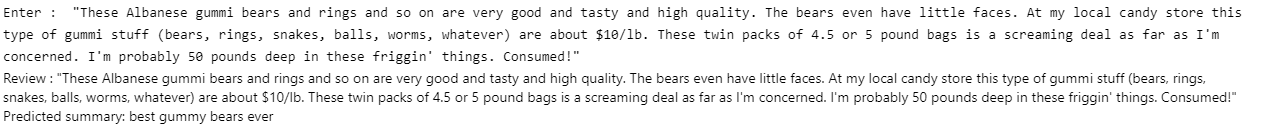 Enter :  "These Albanese gummi bears and rings and so on are very good and tasty and high quality. The bears even have little faces. At my local candy store this
type of gummi stuff (bears, rings, snakes, balls, worms, whatever) are about $10/lb. These twin packs of 4.5 or 5 pound bags is a screaming deal as far as I'm
concerned. I'm probably 50 pounds deep in these friggin' things. Consumed!"
Review : "These Albanese gummi bears and rings and so on are very good and tasty and high quality. The bears even have little faces. At my local candy store this type of gummi stuff (bears, rings,
snakes, balls, worms, whatever) are about $10/lb. These twin packs of 4.5 or 5 pound bags is a screaming deal as far as I'm concerned. I'm probably 50 pounds deep in these friggin' things. Consumed!"
Predicted summary: best gummy bears ever